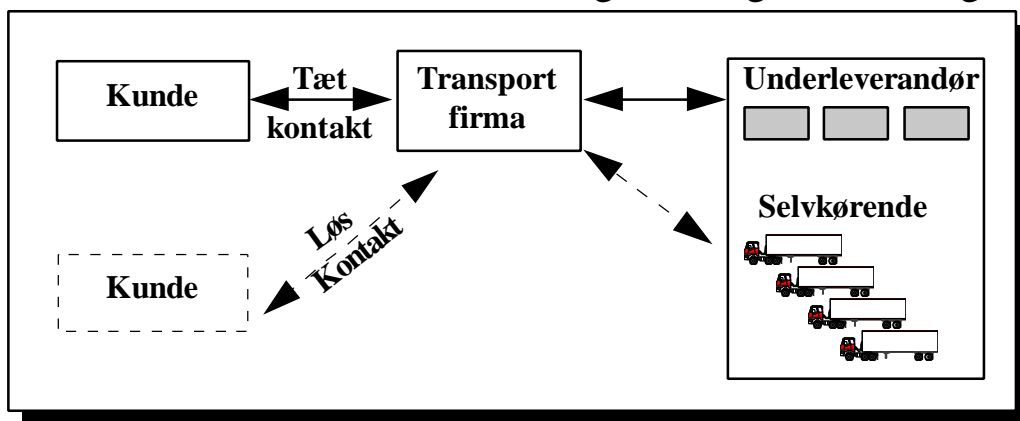 Kunde
Tæt
kontakt
Transport
firma
Underleverandør
Løs
Kontakt
Selvkørende
Kunde